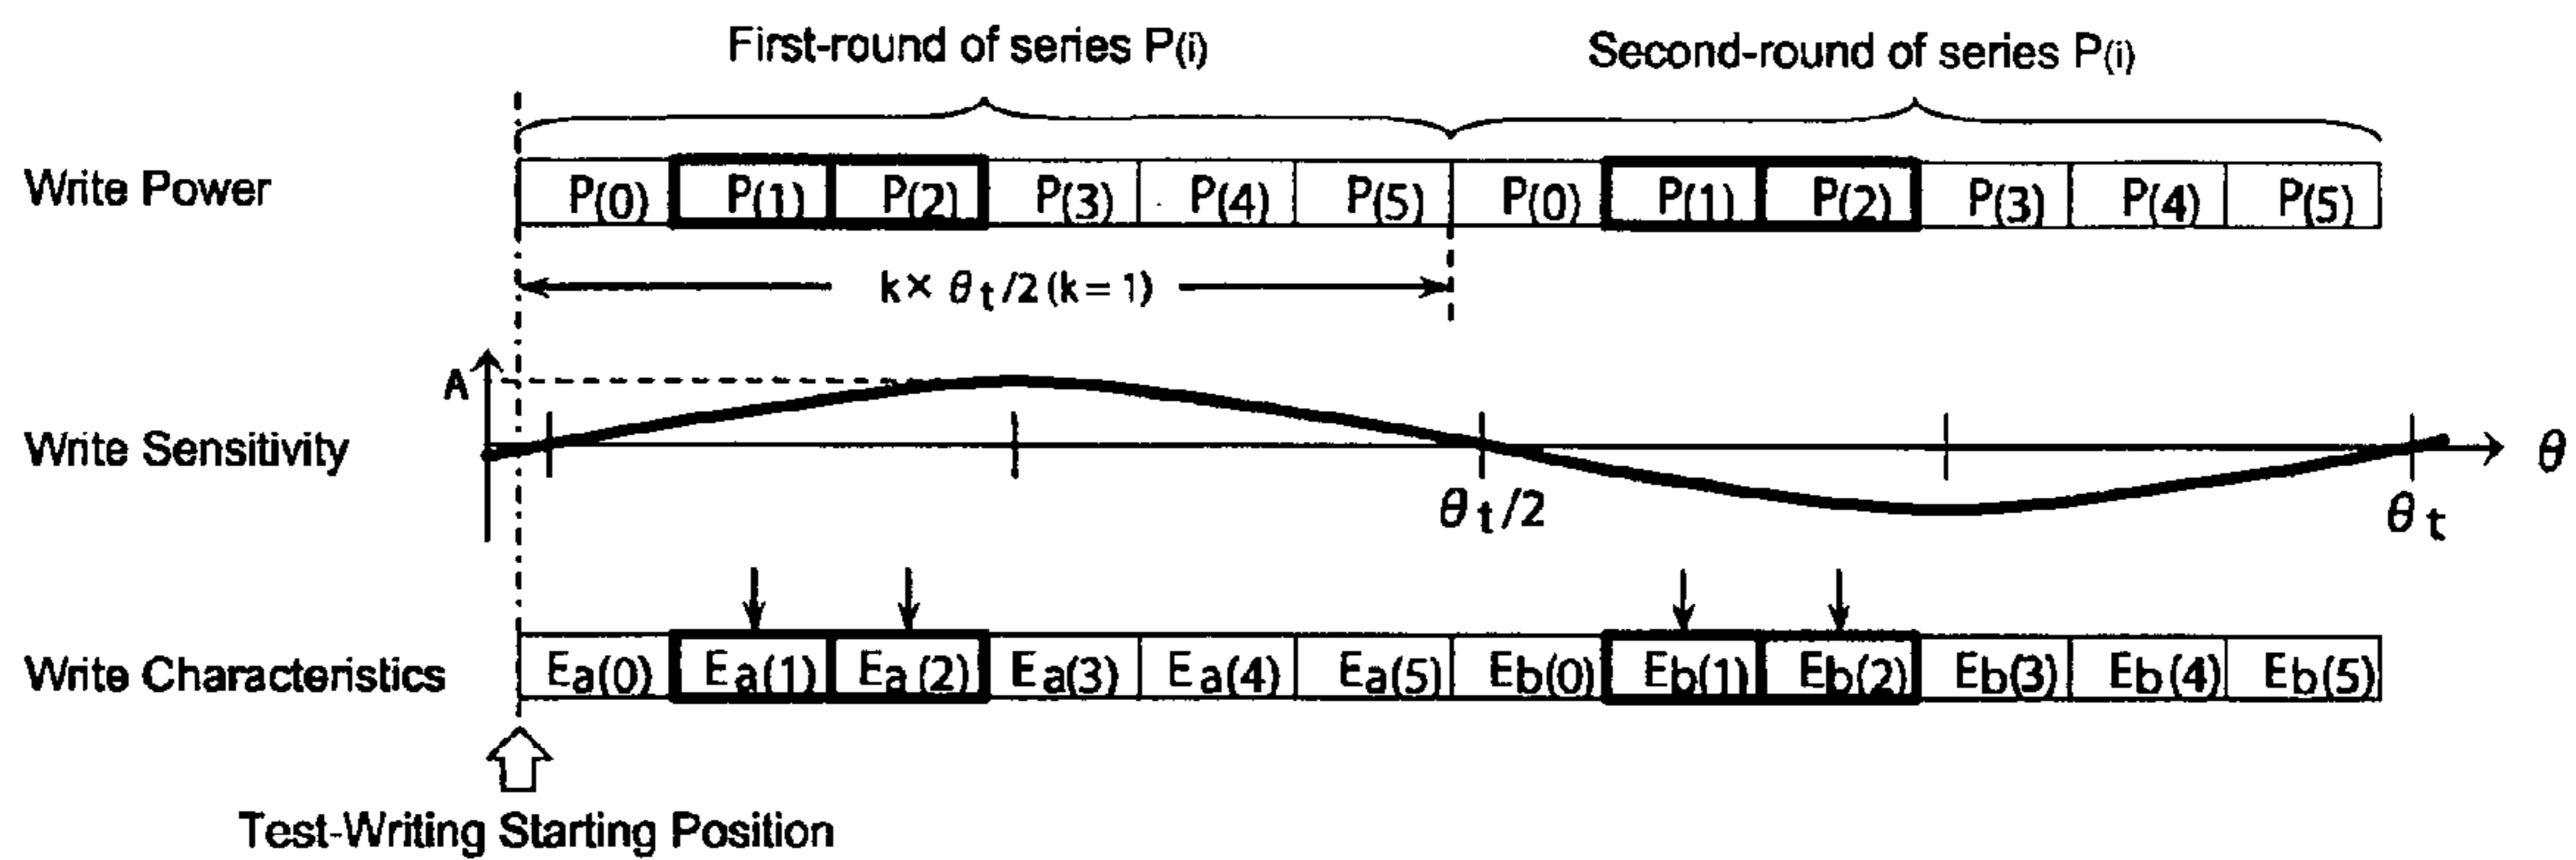 First-round of series P(i) Second-round of series P(i)
Write Power P(0) P(1) P(2) P(3) P(4) P(5) P(0) P(1) P(2) P(3) P(4) P(5)
k× θt/2 (k = 1)
A
Write Sensitivity θ
θt/2 θt
Write Characteristics Ea(0) Ea(1) Ea(2) Ea(3) Ea(4) Ea(5) Eb(0) Eb(1) Eb(2) Eb(3) Eb(4) Eb(5)
Test-Writing Starting Position